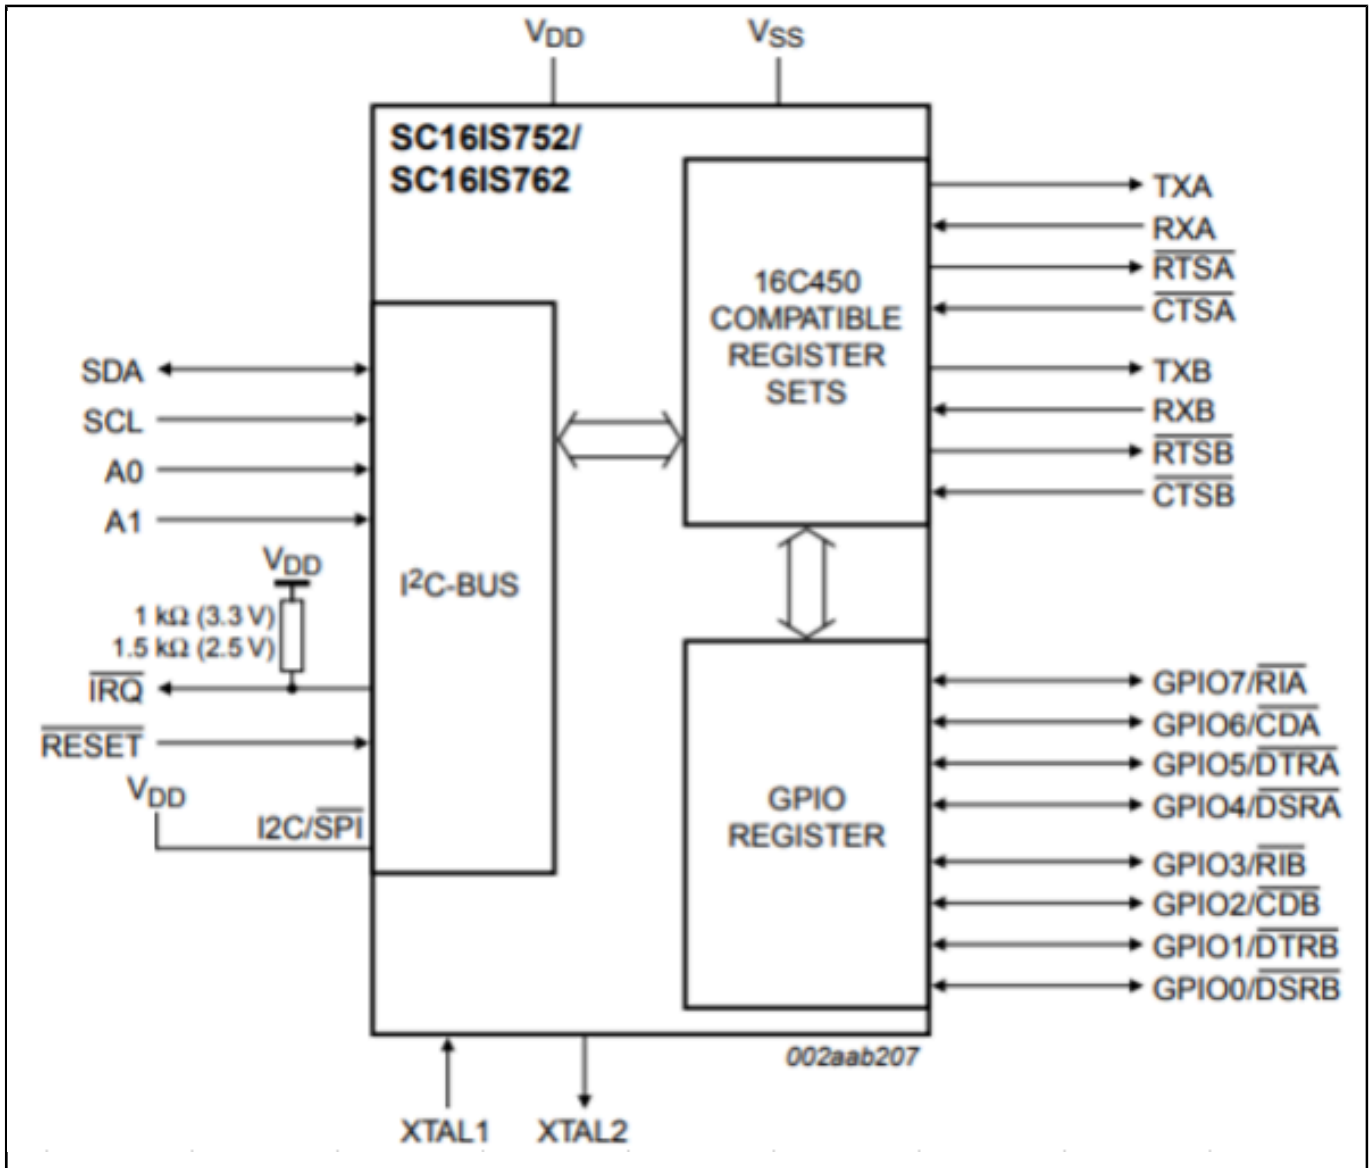 VDD
VSS
SC16IS752/
SC16IS762
16C450
COMPATIBLE
REGISTER
SETS
TXA
RXA
RTSA
CTSA
TXB
RXB
RTSB
CTSB
SDA
SCL
A0
A1
VDD
1 kΩ (3.3 V)
1.5 kΩ (2.5 V)
IRQ
RESET
VDD
I2C/SPI
I²C-BUS
GPIO
REGISTER
GPIO7/RIA
GPIO6/CDA
GPIO5/DTRA
GPIO4/DSRA
GPIO3/RIB
GPIO2/CDB
GPIO1/DTRB
GPIO0/DSRB
002aab207
XTAL1
XTAL2